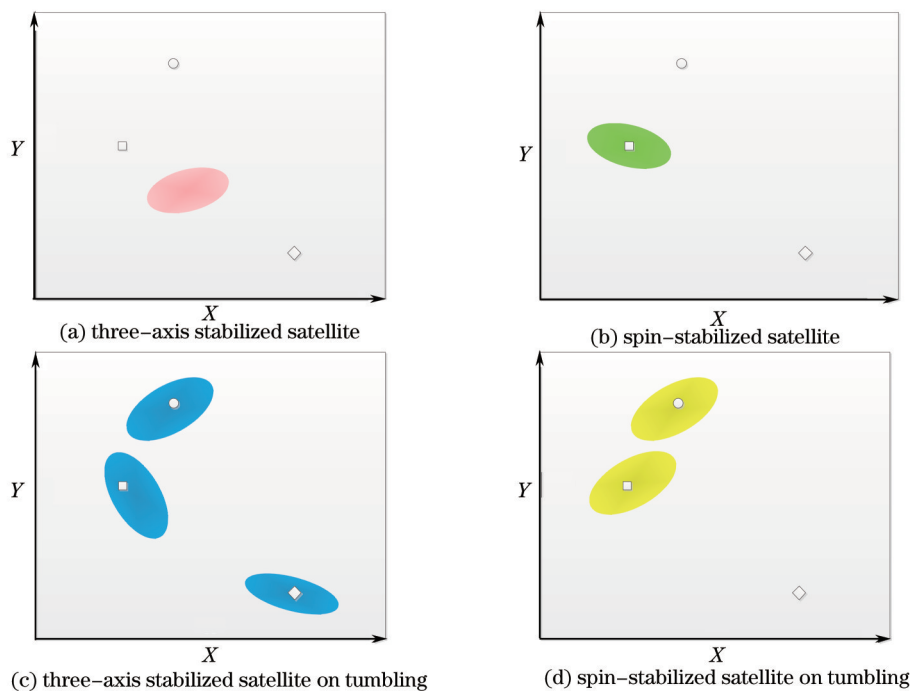 Y
X
(a) three-axis stabilized satellite
Y
X
(b) spin-stabilized satellite
Y
X
(c) three-axis stabilized satellite on tumbling
Y
X
(d) spin-stabilized satellite on tumbling